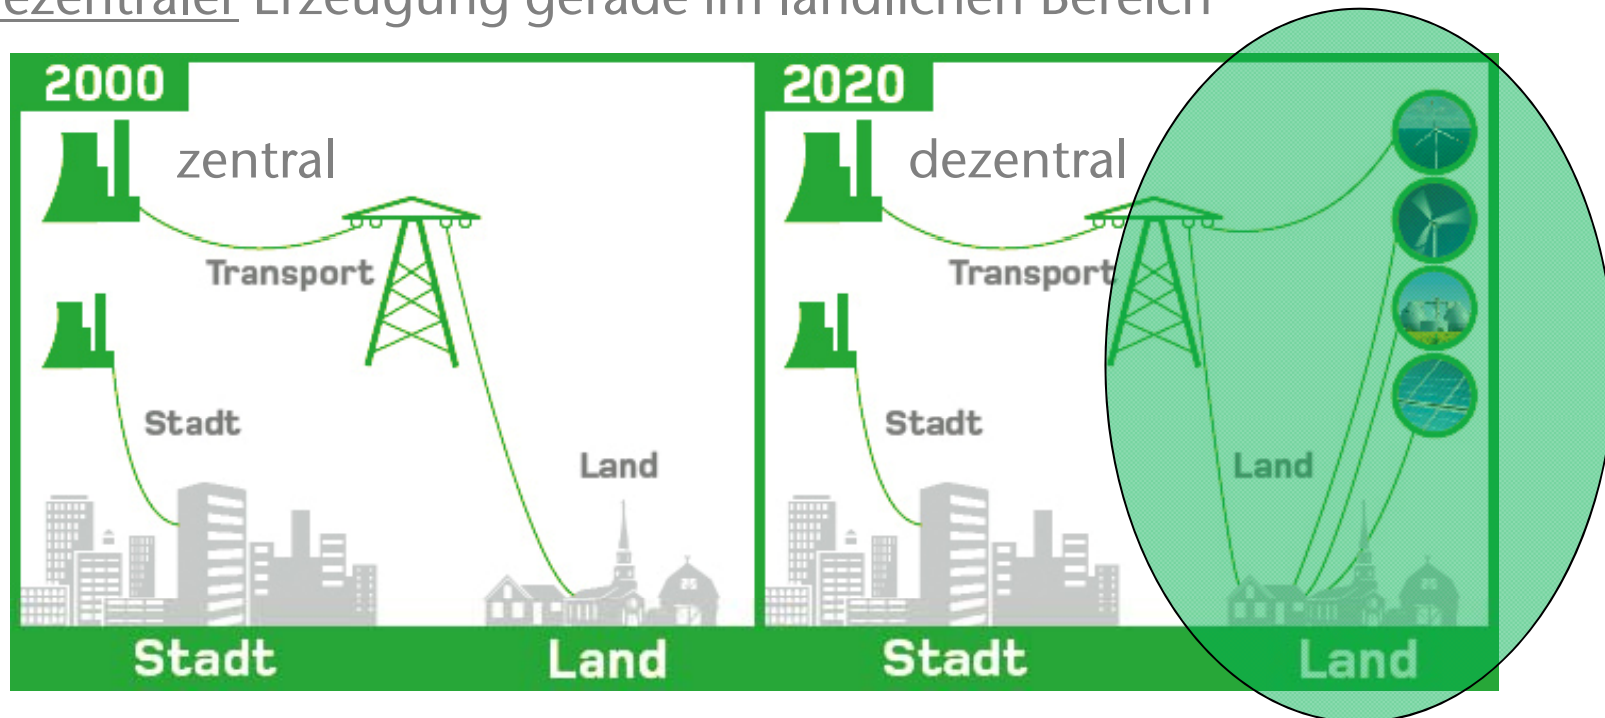 dezentraler Erzeugung gerade im ländlichen Bereich
2000
zentral
Transport
Stadt
Land
Stadt
Land
2020
dezentral
Transport
Stadt
Land
Stadt
Land